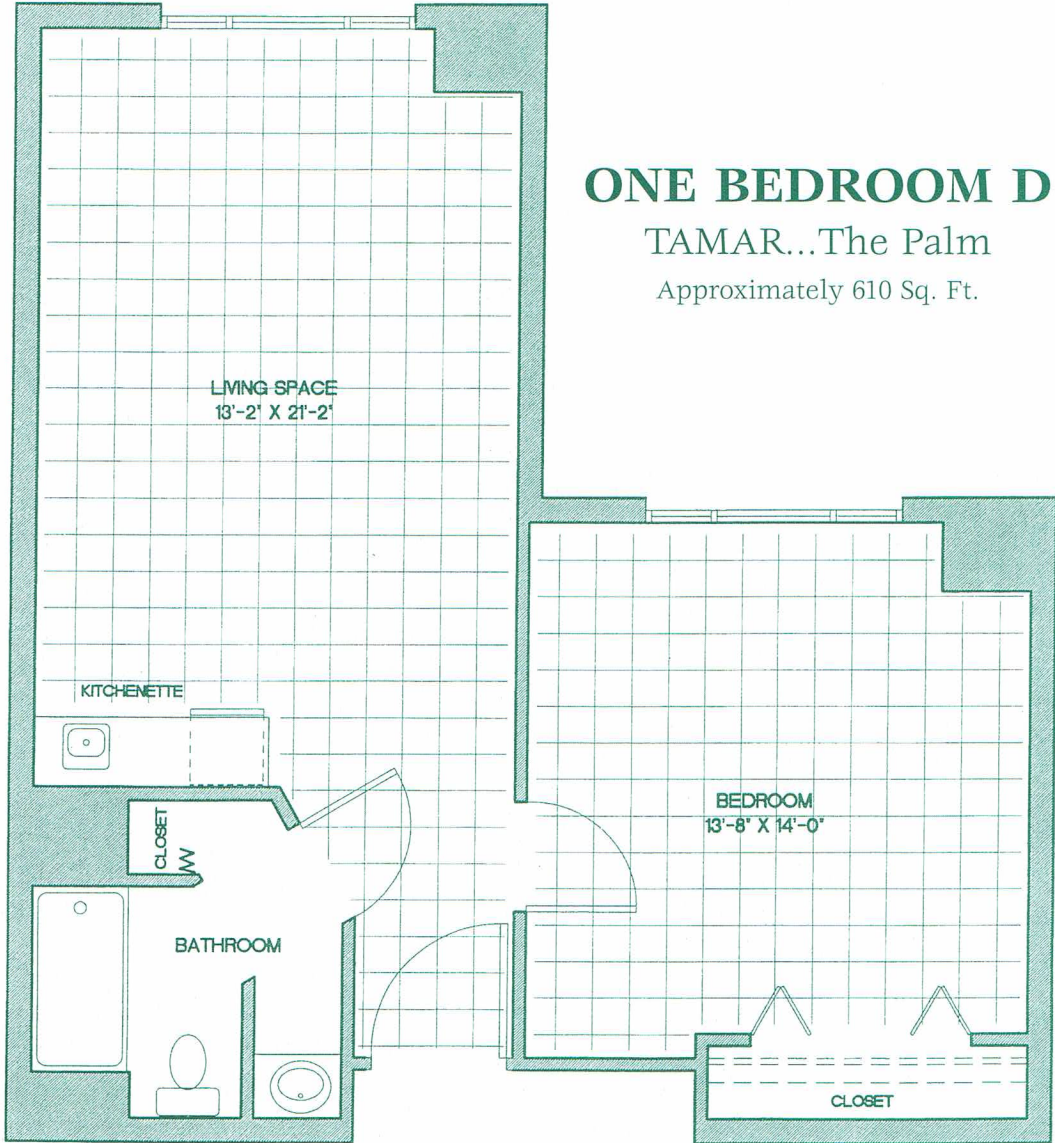 ONE BEDROOM D
TAMAR...The Palm
Approximately 610 Sq. Ft.
LIVING SPACE
13'-2" X 21'-2"
KITCHENETTE
CLOSET
BEDROOM
13'-8" X 14'-0"
BATHROOM
CLOSET